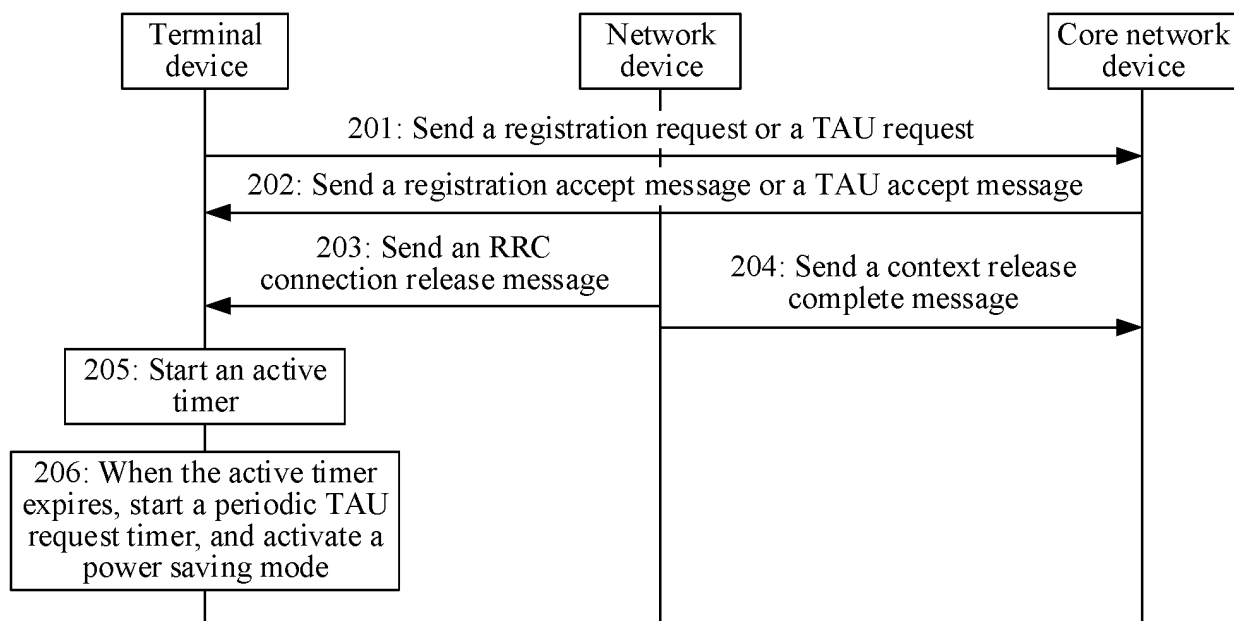 Terminal
device
Network
device
Core network
device
201: Send a registration request or a TAU request
202: Send a registration accept message or a TAU accept message
203: Send an RRC
connection release message
204: Send a context release
complete message
205: Start an active
timer
206: When the active timer
expires, start a periodic TAU
request timer, and activate a
power saving mode